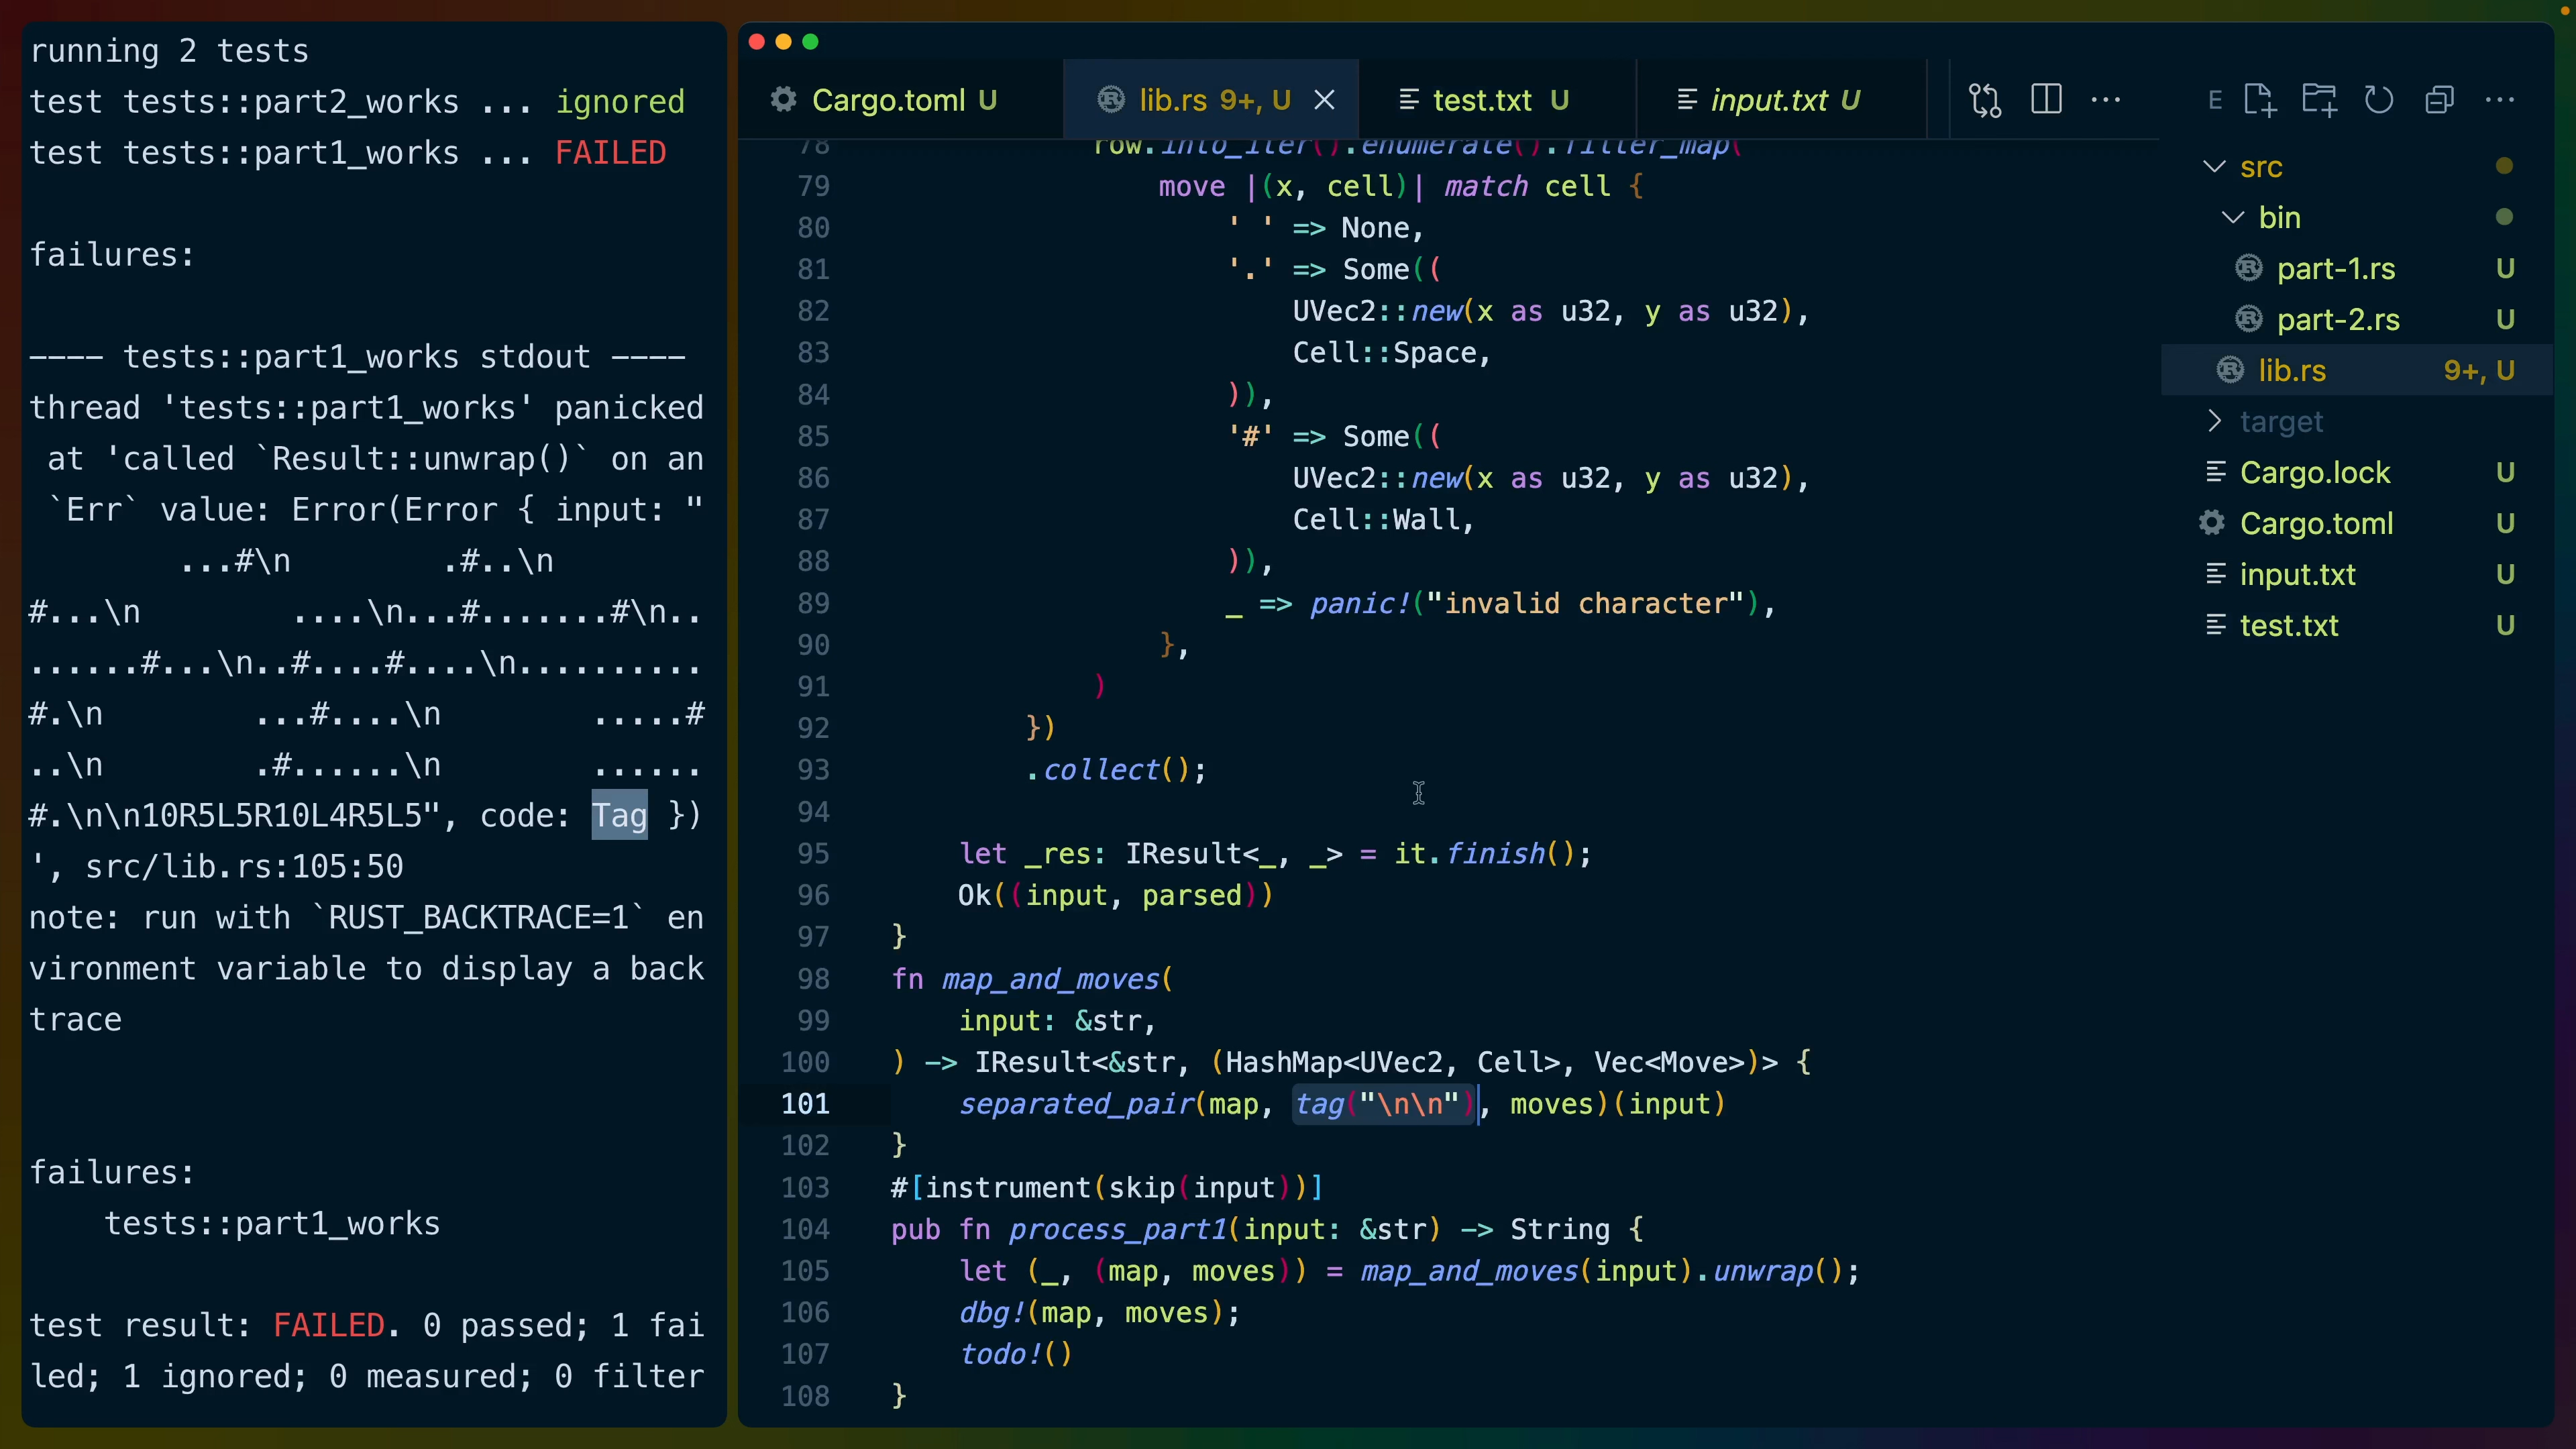 running 2 tests
test tests::part2_works ... ignored
test tests::part1_works ... FAILED
failures:
---- tests::part1_works stdout ----
thread 'tests::part1_works' panicked
 at 'called `Result::unwrap()` on an
 `Err` value: Error(Error { input: "
        ...#\n        .#..\n
#...\n        ....\n...#.......#\n..
......#...\n..#....#....\n..........
#.\n        ...#....\n        .....#
..\n        .#......\n        ......
#.\n\n10R5L5R10L4R5L5", code: Tag })
', src/lib.rs:105:50
note: run with `RUST_BACKTRACE=1` en
vironment variable to display a back
trace
failures:
    tests::part1_works
test result: FAILED. 0 passed; 1 fai
led; 1 ignored; 0 measured; 0 filter
Cargo.toml U
lib.rs 9+, U
test.txt U
input.txt U
78 row.into_iter().enumerate().filter_map(
79 move |(x, cell)| match cell {
80 ' ' => None,
81 '.' => Some((
82 UVec2::new(x as u32, y as u32),
83 Cell::Space,
84 )),
85 '#' => Some((
86 UVec2::new(x as u32, y as u32),
87 Cell::Wall,
88 )),
89 _ => panic!("invalid character"),
90 },
91 )
92 })
93 .collect();
94
95 let _res: IResult<_, _> = it.finish();
96 Ok((input, parsed))
97 }
98 fn map_and_moves(
99 input: &str,
100 ) -> IResult<&str, (HashMap<UVec2, Cell>, Vec<Move>)> {
101 separated_pair(map, tag("\n\n"), moves)(input)
102 }
103 #[instrument(skip(input))]
104 pub fn process_part1(input: &str) -> String {
105 let (_, (map, moves)) = map_and_moves(input).unwrap();
106 dbg!(map, moves);
107 todo!()
108 }
E
src
bin
part-1.rs U
part-2.rs U
lib.rs 9+, U
target
Cargo.lock U
Cargo.toml U
input.txt U
test.txt U